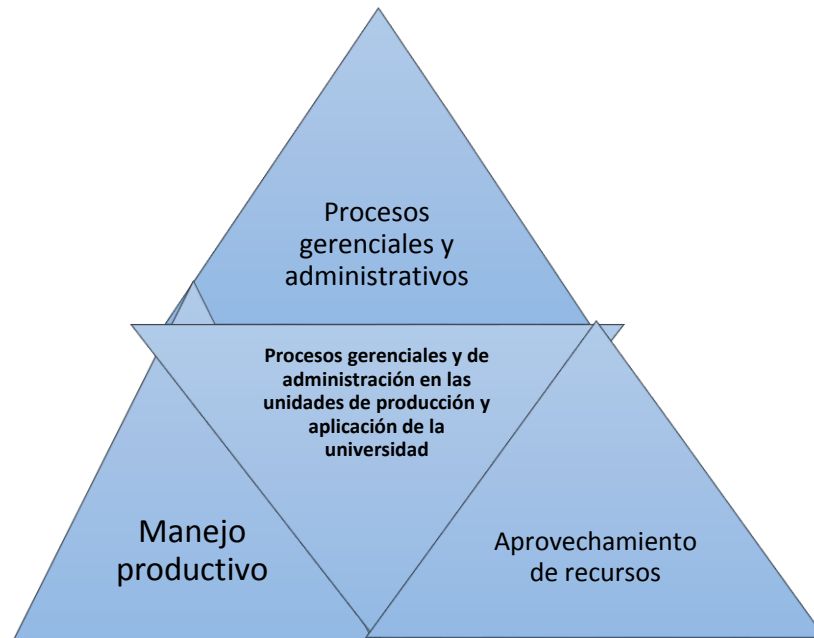 Procesos
gerenciales y
administrativos
Procesos gerenciales y de
administración en las
unidades de producción y
aplicación de la
universidad
Manejo
productivo
Aprovechamiento
de recursos